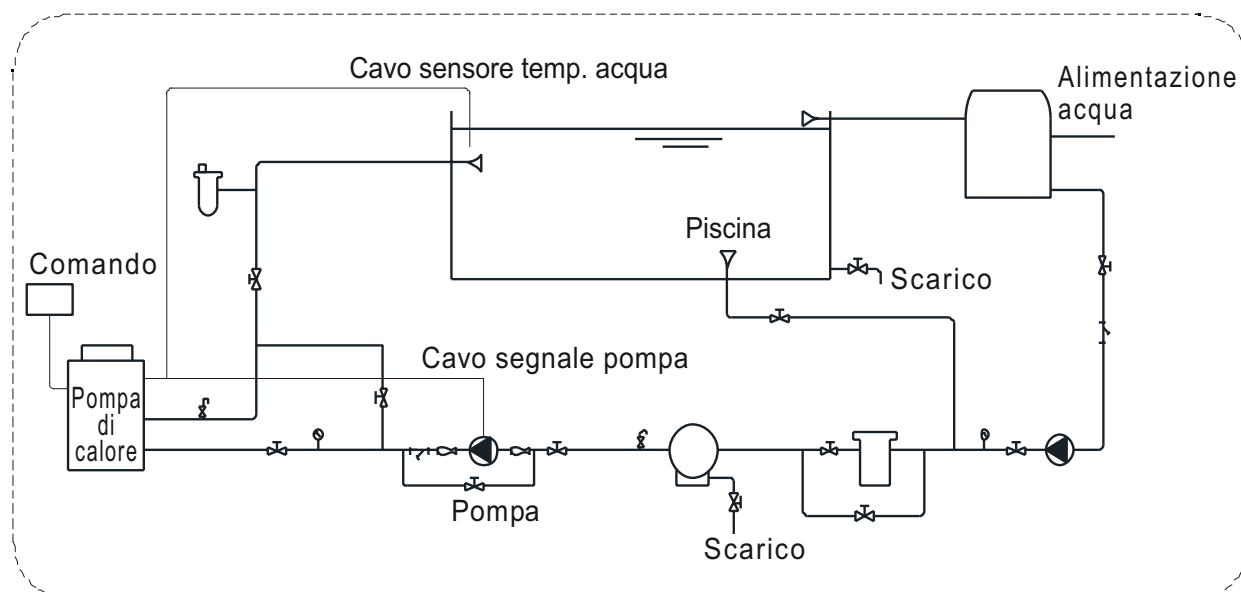 Cavo sensore temp. acqua
Alimentazione
acqua
Piscina
Comando
Scarico
Cavo segnale pompa
Pompa
di
calore
Pompa
Scarico